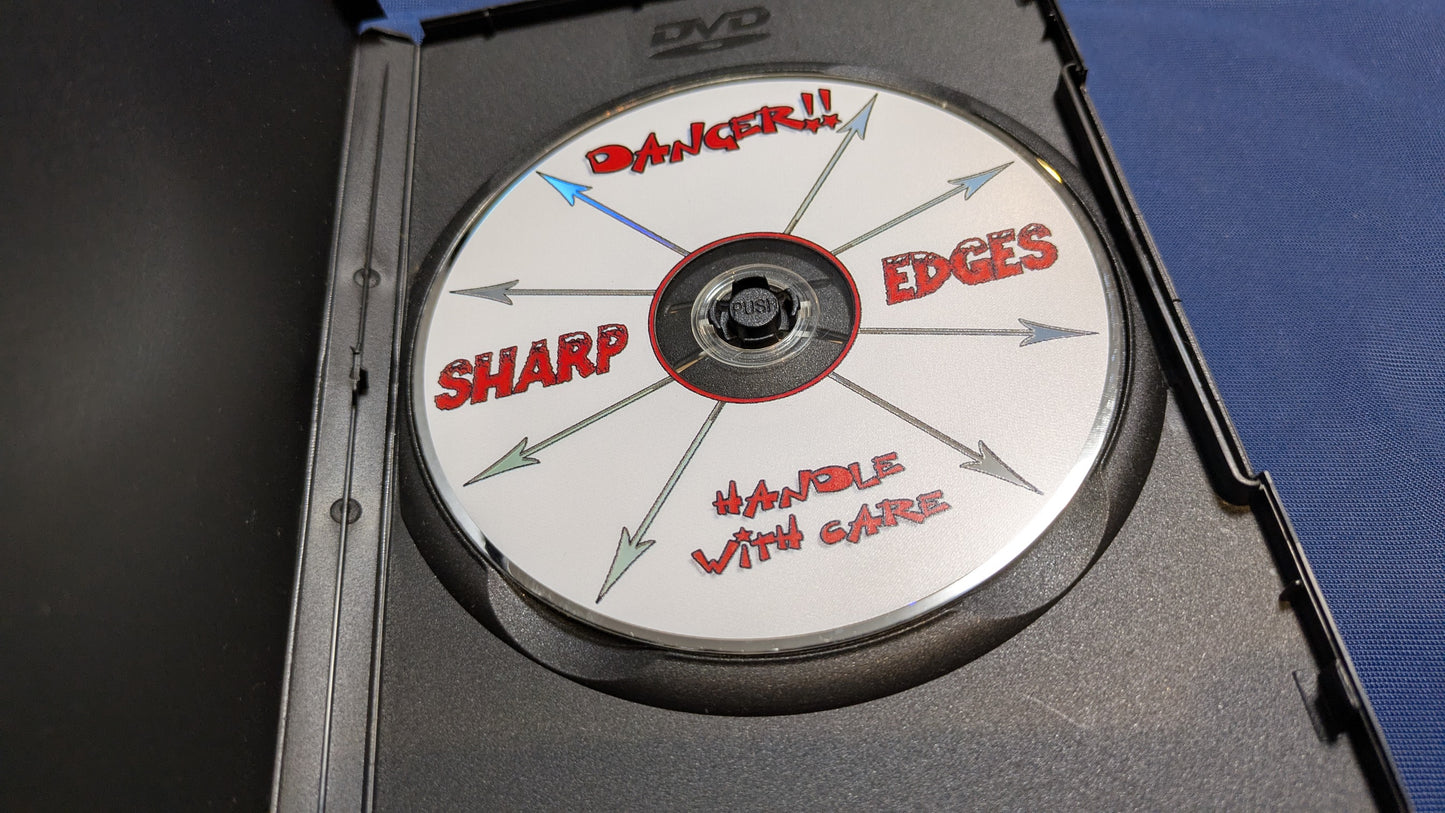 DVD
DANGER!!
SHARP
EDGES
PUSH
HANDLE
WITH CARE